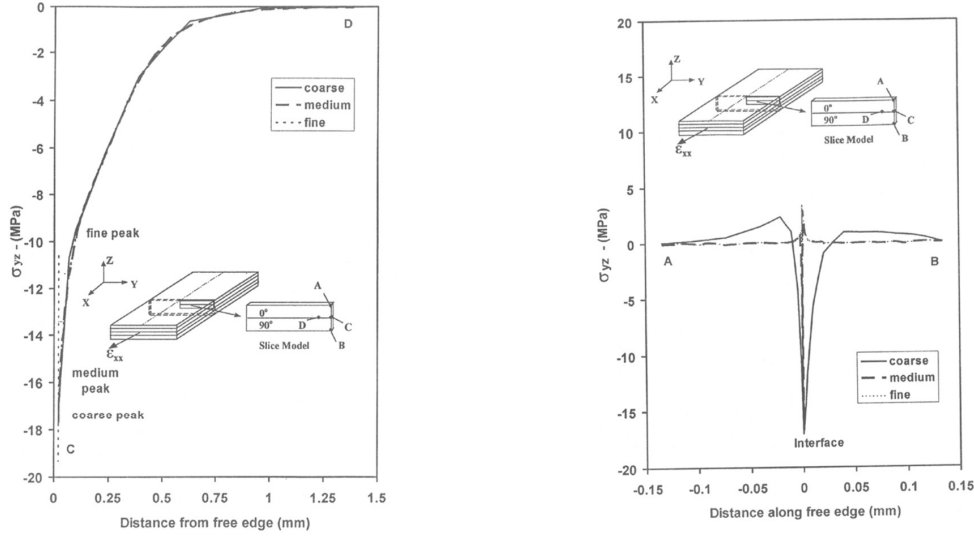 0
D
-2
coarse
medium
fine
-4
-6
-8
fine peak
-10
σyz - (MPa)
Z
Y
X
A
-12
0°
90°
D
C
-14
B
εxx
Slice Model
medium
peak
-16
coarse peak
-18
C
-20
0
0.25
0.5
0.75
1
1.25
1.5
Distance from free edge (mm)
20
15
Z
Y
X
A
0°
90°
D
C
B
εxx
Slice Model
10
5
σyz - (MPa)
0
A
B
-5
-10
coarse
medium
fine
-15
Interface
-20
-0.15
-0.1
-0.05
0
0.05
0.1
0.15
Distance along free edge (mm)